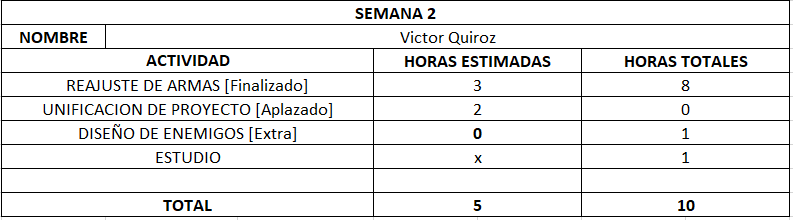 SEMANA 2
NOMBRE Victor Quiroz
ACTIVIDAD HORAS ESTIMADAS HORAS TOTALES
REAJUSTE DE ARMAS [Finalizado] 3 8
UNIFICACION DE PROYECTO [Aplazado] 2 0
DISEÑO DE ENEMIGOS [Extra] 0 1
ESTUDIO x 1
TOTAL 5 10